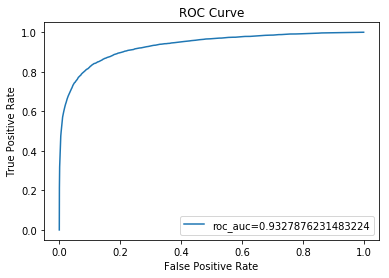 ROC Curve
True Positive Rate
1.0
0.8
0.6
0.4
0.2
0.0
roc_auc=0.9327876231483224
0.0 0.2 0.4 0.6 0.8 1.0
False Positive Rate